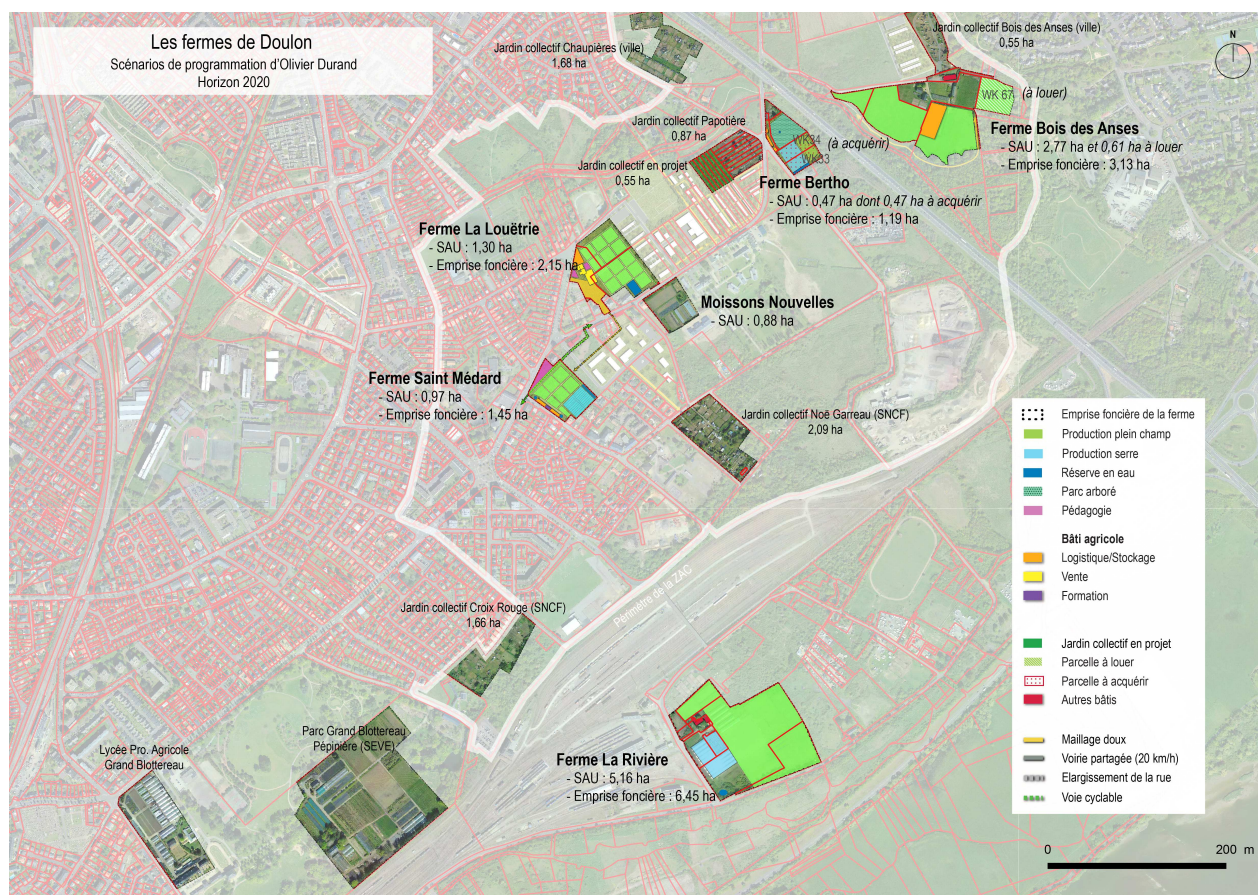 Les fermes de Doulon
Scénarios de programmation d'Olivier Durand
Horizon 2020
Jardin collectif Chaupières (ville)
1,68 ha
Jardin collectif Bois des Anses (ville)
0,55 ha
N
WK 67
(à louer)
Ferme Bois des Anses
- SAU : 2,77 ha et 0,61 ha à louer
- Emprise foncière : 3,13 ha
Jardin collectif Papotière
0,87 ha
Jardin collectif en projet
0,55 ha
WK34
(à acquérir)
WK33
Ferme Bertho
- SAU : 0,47 ha dont 0,47 ha à acquérir
- Emprise foncière : 1,19 ha
Ferme La Louëtrie
- SAU : 1,30 ha
- Emprise foncière : 2,15 ha
Moissons Nouvelles
- SAU : 0,88 ha
Ferme Saint Médard
- SAU : 0,97 ha
- Emprise foncière : 1,45 ha
Jardin collectif Noë Garreau (SNCF)
2,09 ha
Périmètre de la ZAC
Jardin collectif Croix Rouge (SNCF)
1,66 ha
Parc Grand Blottereau
Pépinière (SEVE)
Lycée Pro. Agricole
Grand Blottereau
Ferme La Rivière
- SAU : 5,16 ha
- Emprise foncière : 6,45 ha
Emprise foncière de la ferme
Production plein champ
Production serre
Réserve en eau
Parc arboré
Pédagogie
Bâti agricole
Logistique/Stockage
Vente
Formation
Jardin collectif en projet
Parcelle à louer
Parcelle à acquérir
Autres bâtis
Maillage doux
Voirie partagée (20 km/h)
Elargissement de la rue
Voie cyclable
0 200 m